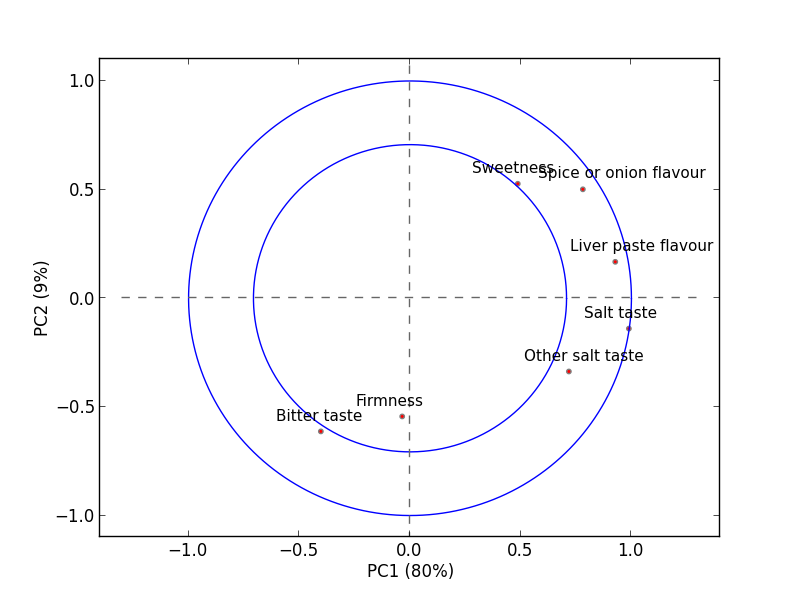 1.0
Sweetness
Spice or onion flavour
0.5
Liver paste flavour
PC2 (9%)
0.0
Salt taste
Other salt taste
Firmness
Bitter taste
−0.5
−1.0
−1.0 −0.5 0.0 0.5 1.0
PC1 (80%)